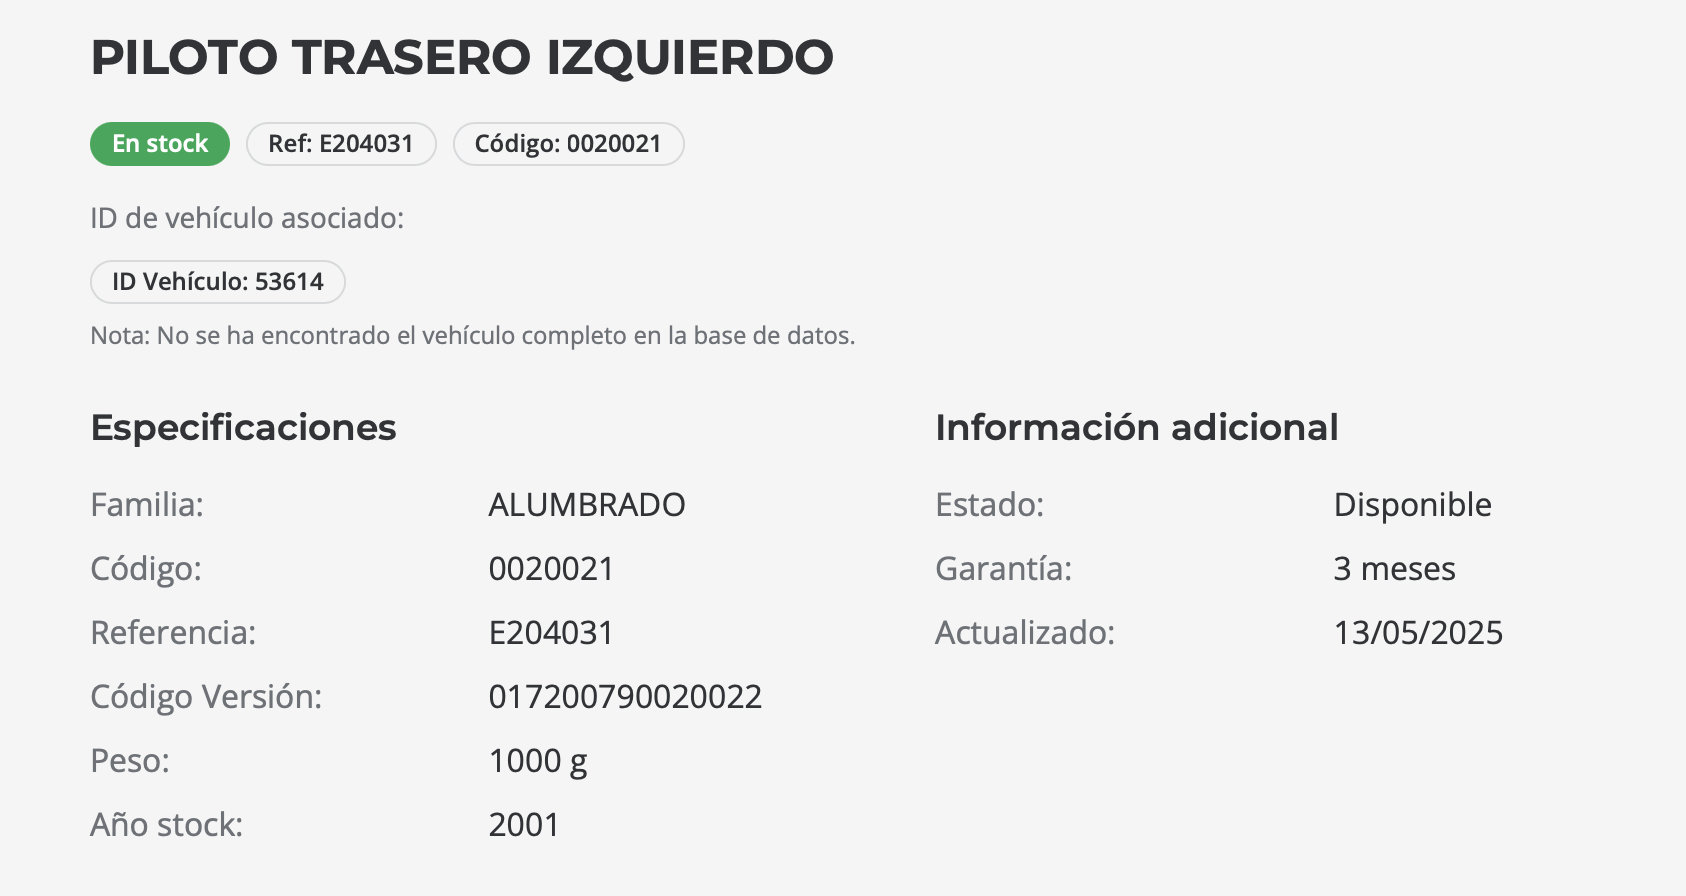 PILOTO TRASERO IZQUIERDO
En stock
Ref: E204031
Código: 0020021
ID de vehículo asociado:
ID Vehículo: 53614
Nota: No se ha encontrado el vehículo completo en la base de datos.
Especificaciones
Familia: ALUMBRADO
Código: 0020021
Referencia: E204031
Código Versión: 017200790020022
Peso: 1000 g
Año stock: 2001
Información adicional
Estado: Disponible
Garantía: 3 meses
Actualizado: 13/05/2025